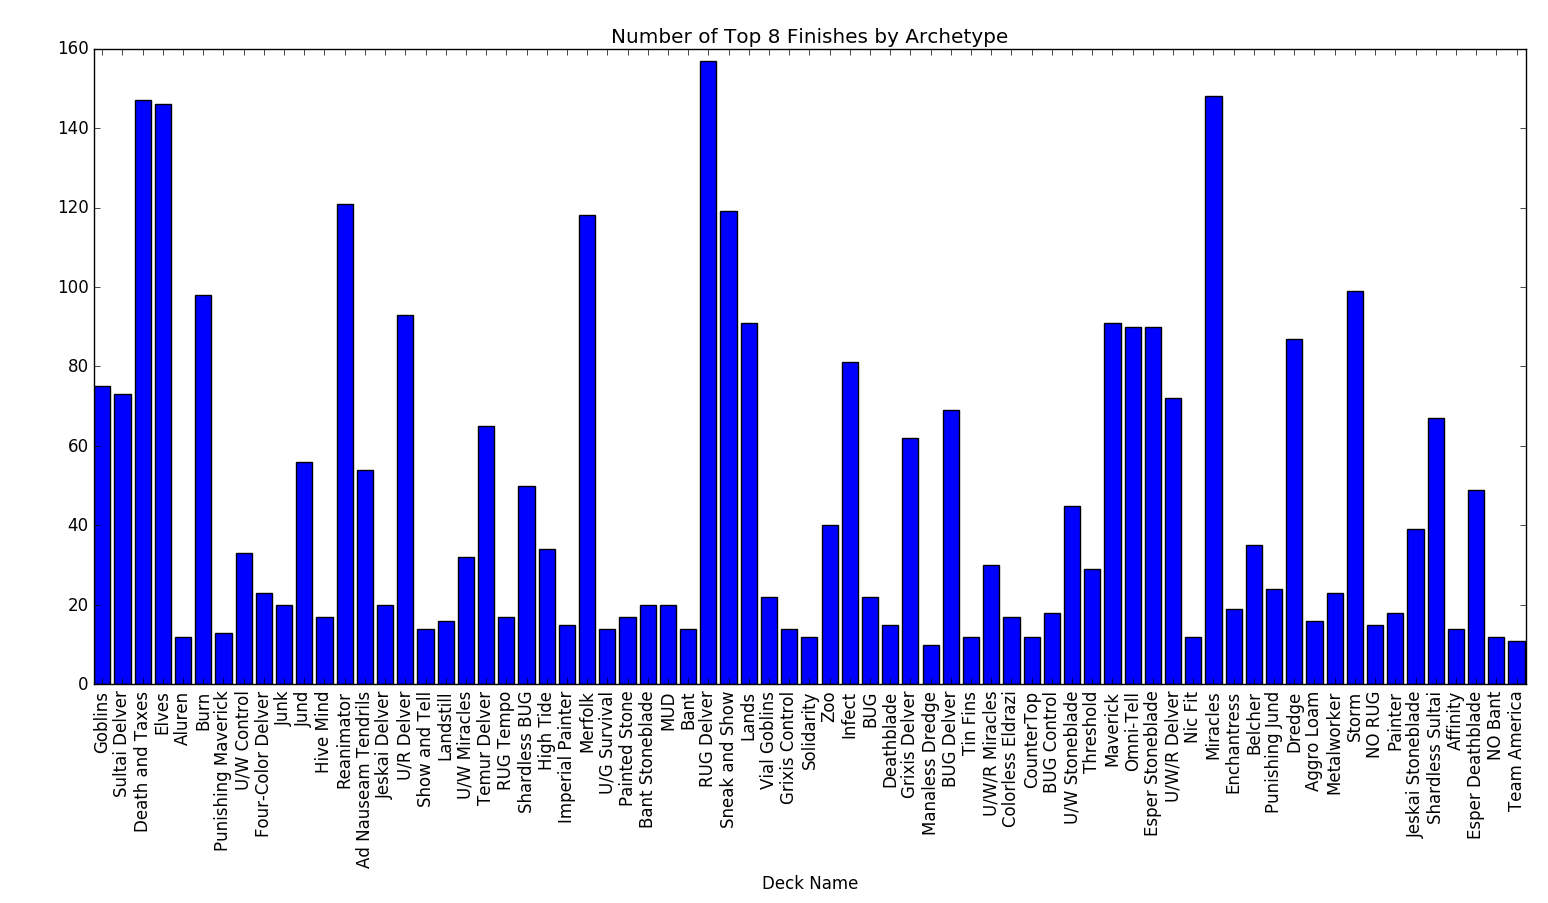 Number of Top 8 Finishes by Archetype
160
140
120
100
80
60
40
20
0
Goblins
Sultai Delver
Death and Taxes
Elves
Aluren
Burn
Punishing Maverick
U/W Control
Four-Color Delver
Junk
Jund
Hive Mind
Reanimator
Ad Nauseam Tendrils
Jeskai Delver
U/R Delver
Show and Tell
Landstill
U/W Miracles
Temur Delver
RUG Tempo
Shardless BUG
High Tide
Imperial Painter
Merfolk
U/G Survival
Painted Stone
Bant Stoneblade
MUD
Bant
RUG Delver
Sneak and Show
Lands
Vial Goblins
Grixis Control
Solidarity
Zoo
Infect
BUG
Deathblade
Grixis Delver
Manaless Dredge
BUG Delver
Tin Fins
U/W/R Miracles
Colorless Eldrazi
CounterTop
BUG Control
U/W Stoneblade
Threshold
Maverick
Omni-Tell
Esper Stoneblade
U/W/R Delver
Nic Fit
Miracles
Enchantress
Belcher
Punishing Jund
Dredge
Aggro Loam
Metalworker
Storm
NO RUG
Painter
Jeskai Stoneblade
Shardless Sultai
Affinity
Esper Deathblade
NO Bant
Team America
Deck Name